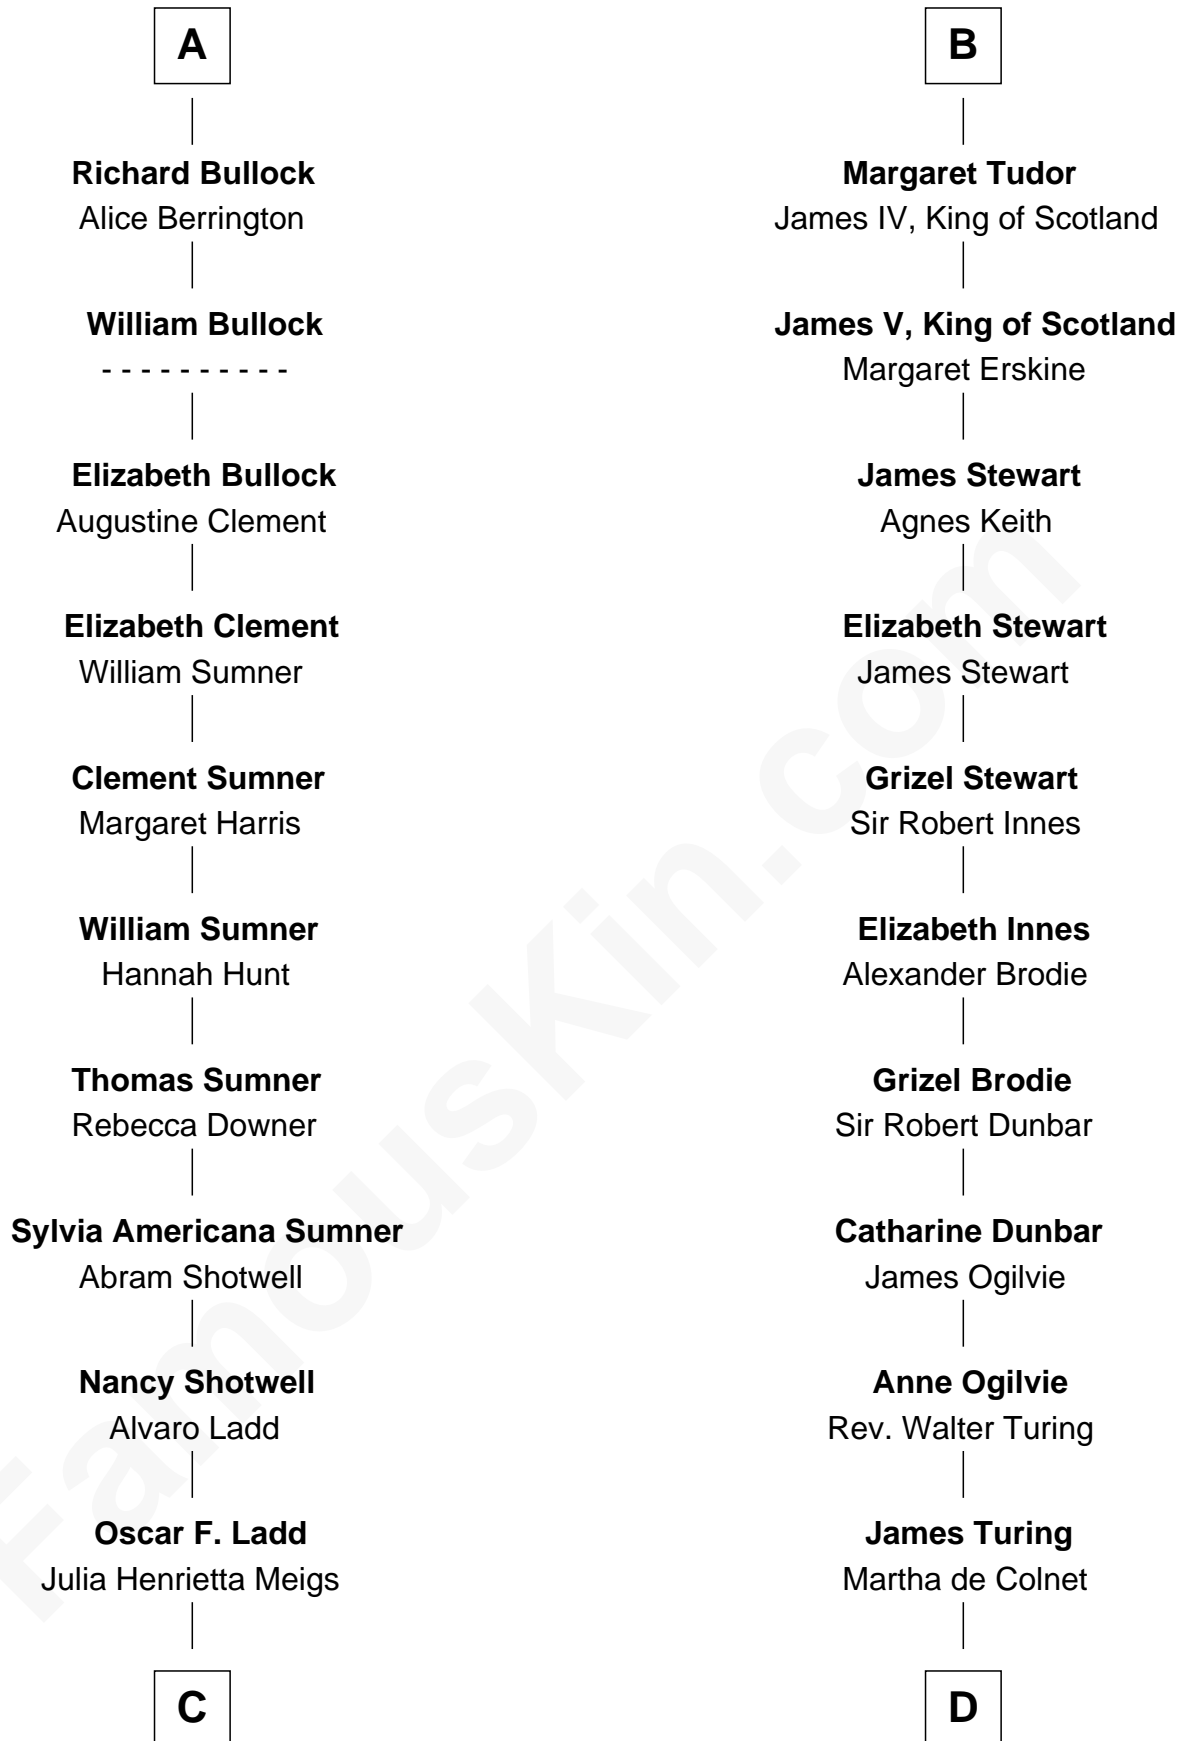 A
Richard Bullock
Alice Berrington
William Bullock
- - - - - - - - - -
Elizabeth Bullock
Augustine Clement
Elizabeth Clement
William Sumner
Clement Sumner
Margaret Harris
William Sumner
Hannah Hunt
Thomas Sumner
Rebecca Downer
Sylvia Americana Sumner
Abram Shotwell
Nancy Shotwell
Alvaro Ladd
Oscar F. Ladd
Julia Henrietta Meigs
C
B
Margaret Tudor
James IV, King of Scotland
James V, King of Scotland
Margaret Erskine
James Stewart
Agnes Keith
Elizabeth Stewart
James Stewart
Grizel Stewart
Sir Robert Innes
Elizabeth Innes
Alexander Brodie
Grizel Brodie
Sir Robert Dunbar
Catharine Dunbar
James Ogilvie
Anne Ogilvie
Rev. Walter Turing
James Turing
Martha de Colnet
D
FamousKin.com